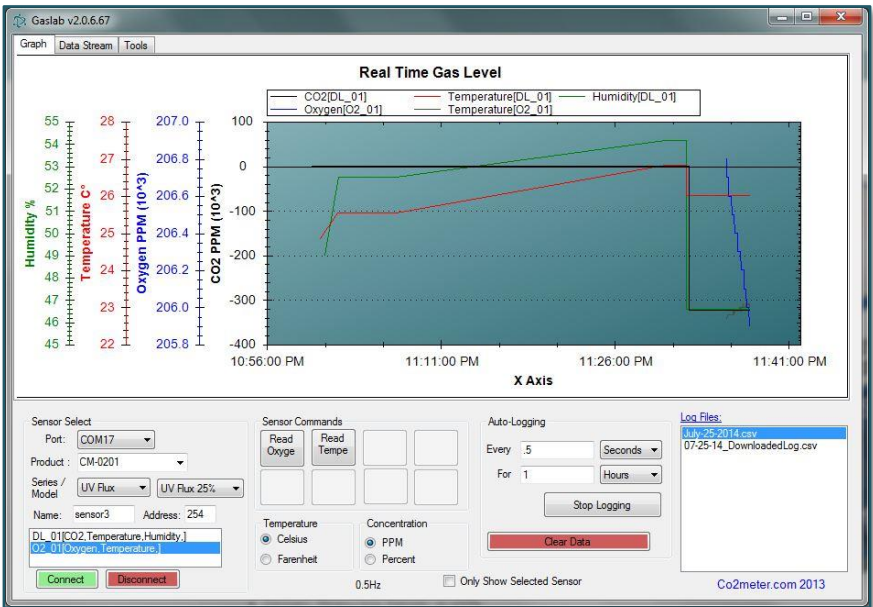 Gaslab v2.0.6.67
Graph Data Stream Tools
Real Time Gas Level
CO2[DL_01] Temperature[DL_01] Humidity[DL_01]
Oxygen[O2_01] Temperature[O2_01]
Humidity %
55
54
53
52
51
50
49
48
47
46
45
Temperature C°
28
27
26
25
24
23
22
Oxygen PPM (10^3)
207.0
206.8
206.6
206.4
206.2
206.0
205.8
CO2 PPM (10^3)
100
0
-100
-200
-300
-400
10:56:00 PM 11:11:00 PM 11:26:00 PM 11:41:00 PM
X Axis
Sensor Select
Port: COM17
Product : CM-0201
Series / Model UV Flux UV Flux 25%
Name: sensor3 Address: 254
DL_01[CO2,Temperature,Humidity,]
O2_01[Oxygen,Temperature,]
Connect Disconnect
Sensor Commands
Read Oxyge
Read Tempe
Temperature
Celsius
Farenheit
Concentration
PPM
Percent
0.5Hz
Only Show Selected Sensor
Auto-Logging
Every .5 Seconds
For 1 Hours
Stop Logging
Clear Data
Log Files:
July-25-2014.csv
07-25-14_DownloadedLog.csv
Co2meter.com 2013